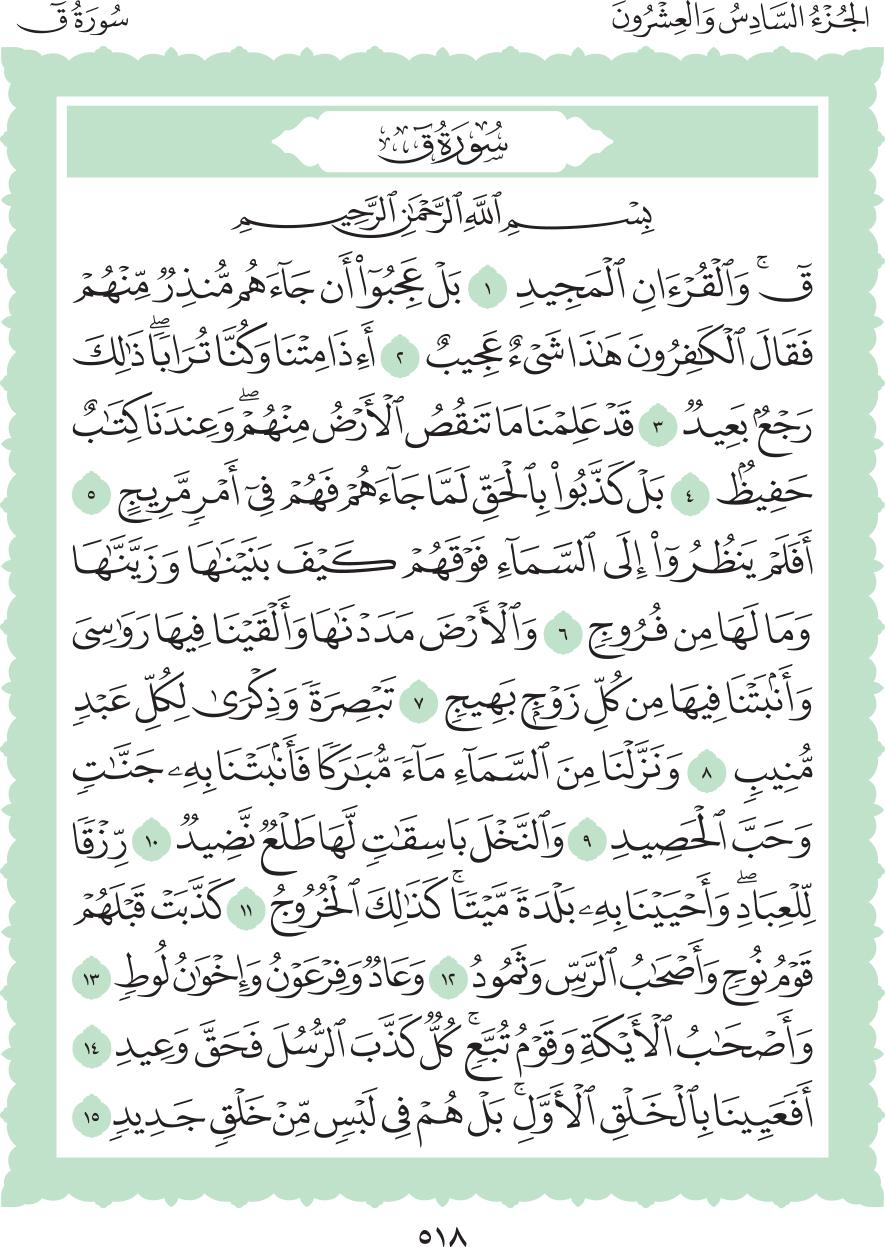 الجُزْءُ السَّادِسُ وَالعِشْرُونَ
سُورَةُ قٓ
سُورَةُ قٓ
بِسْمِ ٱللَّهِ ٱلرَّحْمَٰنِ ٱلرَّحِيمِ
قٓۚ وَٱلْقُرْءَانِ ٱلْمَجِيدِ ١ بَلْ عَجِبُوٓاْ أَن جَآءَهُم مُّنذِرٌ مِّنْهُمْ
فَقَالَ ٱلْكَٰفِرُونَ هَٰذَا شَىْءٌ عَجِيبٌ ٢ أَءِذَا مِتْنَا وَكُنَّا تُرَابًاۖ ذَٰلِكَ
رَجْعٌۢ بَعِيدٌ ٣ قَدْ عَلِمْنَا مَا تَنقُصُ ٱلْأَرْضُ مِنْهُمْۖ وَعِندَنَا كِتَٰبٌ
حَفِيظٌۢ ٤ بَلْ كَذَّبُواْ بِٱلْحَقِّ لَمَّا جَآءَهُمْ فَهُمْ فِىٓ أَمْرٍ مَّرِيجٍ ٥
أَفَلَمْ يَنظُرُوٓاْ إِلَى ٱلسَّمَآءِ فَوْقَهُمْ كَيْفَ بَنَيْنَٰهَا وَزَيَّنَّٰهَا
وَمَا لَهَا مِن فُرُوجٍ ٦ وَٱلْأَرْضَ مَدَدْنَٰهَا وَأَلْقَيْنَا فِيهَا رَوَٰسِىَ
وَأَنۢبَتْنَا فِيهَا مِن كُلِّ زَوْجٍۭ بَهِيجٍ ٧ تَبْصِرَةً وَذِكْرَىٰ لِكُلِّ عَبْدٍ
مُّنِيبٍ ٨ وَنَزَّلْنَا مِنَ ٱلسَّمَآءِ مَآءً مُّبَٰرَكًا فَأَنۢبَتْنَا بِهِۦ جَنَّٰتٍ
وَحَبَّ ٱلْحَصِيدِ ٩ وَٱلنَّخْلَ بَاسِقَٰتٍ لَّهَا طَلْعٌ نَّضِيدٌ ١٠ رِّزْقًا
لِّلْعِبَادِۖ وَأَحْيَيْنَا بِهِۦ بَلْدَةً مَّيْتًاۚ كَذَٰلِكَ ٱلْخُرُوجُ ١١ كَذَّبَتْ قَبْلَهُمْ
قَوْمُ نُوحٍ وَأَصْحَٰبُ ٱلرَّسِّ وَثَمُودُ ١٢ وَعَادٌ وَفِرْعَوْنُ وَإِخْوَٰنُ لُوطٍ ١٣
وَأَصْحَٰبُ ٱلْأَيْكَةِ وَقَوْمُ تُبَّعٍۚ كُلٌّ كَذَّبَ ٱلرُّسُلَ فَحَقَّ وَعِيدِ ١٤
أَفَعَيِينَا بِٱلْخَلْقِ ٱلْأَوَّلِۚ بَلْ هُمْ فِى لَبْسٍ مِّنْ خَلْقٍ جَدِيدٍ ١٥
٥١٨